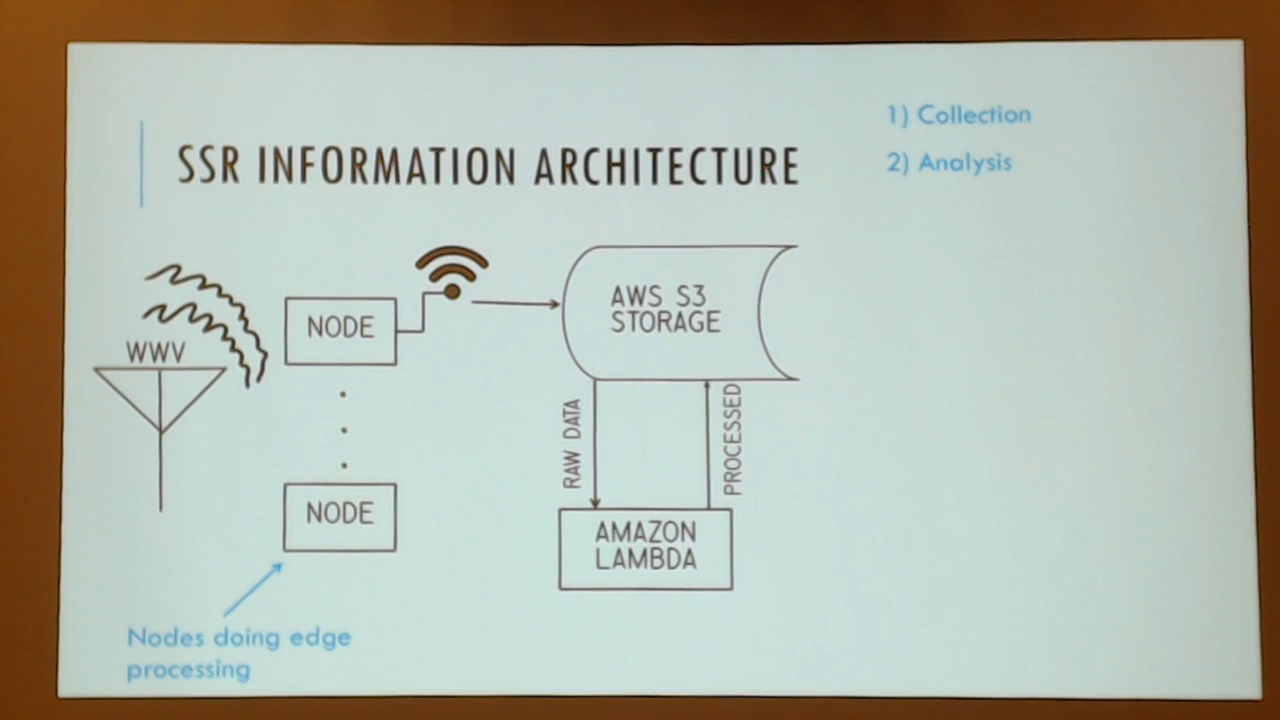 SSR INFORMATION ARCHITECTURE
1) Collection
2) Analysis
WWV
NODE
NODE
Nodes doing edge
processing
AWS S3
STORAGE
RAW DATA
PROCESSED
AMAZON
LAMBDA